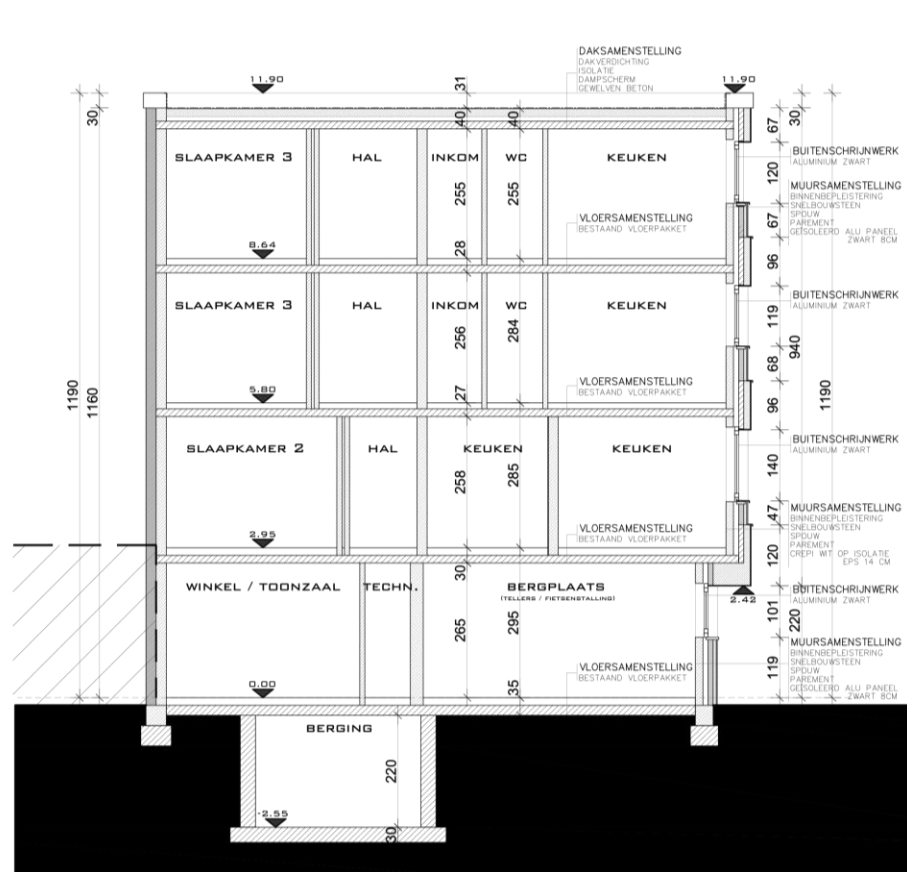 DAKSAMENSTELLING
DAKVERDICHTING
ISOLATIE
DAMPSCHERM
GEWELVEN BETON
11.90
31
11.90
30
40
40
67
30
SLAAPKAMER 3
HAL
INKOM
WC
KEUKEN
BUITENSCHRIJNWERK
ALUMINIUM ZWART
120
255
255
MUURSAMENSTELLING
BINNENBEPLEISTERING
SNELBOUWSTEEN
SPOUW
PAREMENT
GEISOLEERD ALU PANEEL
ZWART 8CM
67
VLOERSAMENSTELLING
BESTAAND VLOERPAKKET
8.64
28
96
SLAAPKAMER 3
HAL
INKOM
WC
KEUKEN
BUITENSCHRIJNWERK
ALUMINIUM ZWART
119
256
284
940
68
VLOERSAMENSTELLING
BESTAAND VLOERPAKKET
5.80
27
96
1190
1160
1190
SLAAPKAMER 2
HAL
KEUKEN
KEUKEN
BUITENSCHRIJNWERK
ALUMINIUM ZWART
140
258
285
47
MUURSAMENSTELLING
BINNENBEPLEISTERING
SNELBOUWSTEEN
SPOUW
PAREMENT
CREPI WIT OP ISOLATIE
EPS 14 CM
VLOERSAMENSTELLING
BESTAAND VLOERPAKKET
2.95
120
30
WINKEL / TOONZAAL
TECHN.
BERGPLAATS
(TELLERS / FIETSENSTALLING)
2.42
BUITENSCHRIJNWERK
ALUMINIUM ZWART
101
220
265
295
119
MUURSAMENSTELLING
BINNENBEPLEISTERING
SNELBOUWSTEEN
SPOUW
PAREMENT
GEISOLEERD ALU PANEEL
ZWART 8CM
VLOERSAMENSTELLING
BESTAAND VLOERPAKKET
0.00
35
BERGING
220
-2.55
30